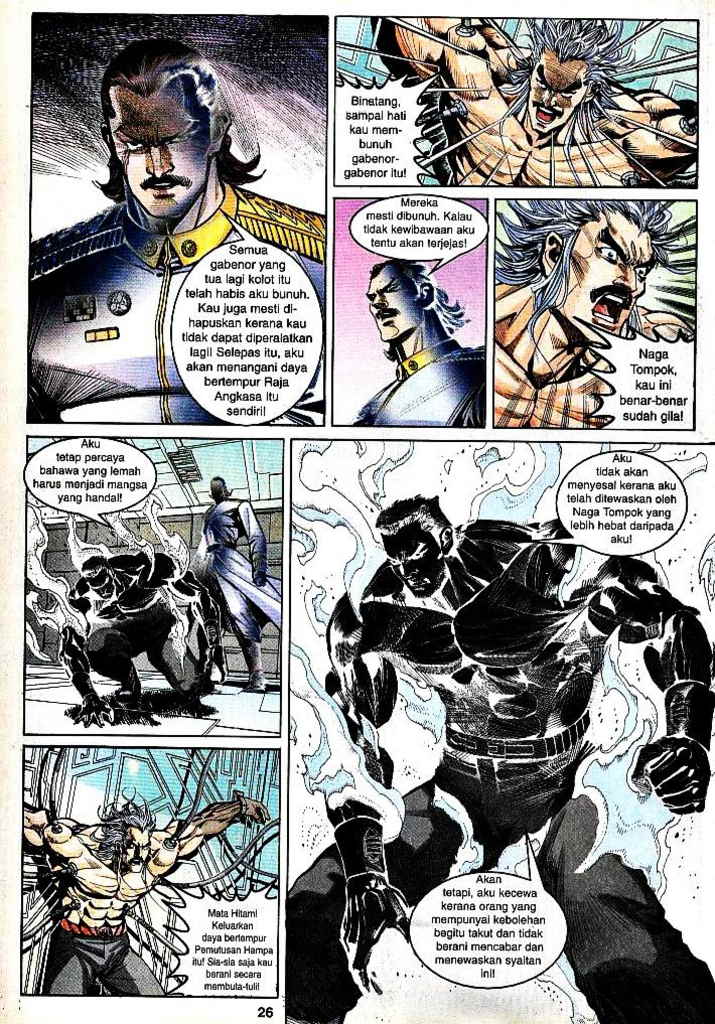 Semua
gabenor yang
tua lagi kolot itu
telah habis aku bunuh.
Kau juga mesti di-
hapuskan kerana kau
tidak dapat diperalatkan
lagi! Selepas itu, aku
akan menangani daya
bertempur Raja
Angkasa Itu
sendiri!
Binatang,
sampai hati
kau mem-
bunuh
gabenor-
gabenor itu!
Mereka
mesti dibunuh. Kalau
tidak kewibawaan aku
tentu akan terjejas!
Naga
Tompok,
kau ini
benar-benar
sudah gila!
Aku
tetap percaya
bahawa yang lemah
harus menjadi mangsa
yang handal!
Aku
tidak akan
menyesal kerana aku
telah ditewaskan oleh
Naga Tompok yang
lebih hebat daripada
aku!
Akan
tetapi, aku kecewa
kerana orang yang
mempunyai kebolehan
begitu takut dan tidak
berani mencabar dan
menewaskan syaitan
ini!
Mata Hitam!
Keluarkan
daya bertempur
Pemutusan Hampa
itu! Sia-sia saja kau
berani secara
membuta-tuli!
26